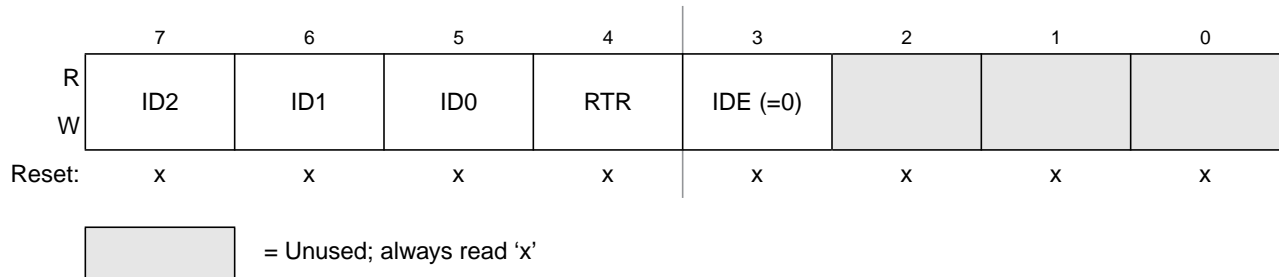 7 6 5 4 3 2 1 0
R
W
ID2 ID1 ID0 RTR IDE (=0)
Reset: x x x x x x x x
= Unused; always read ‘x’